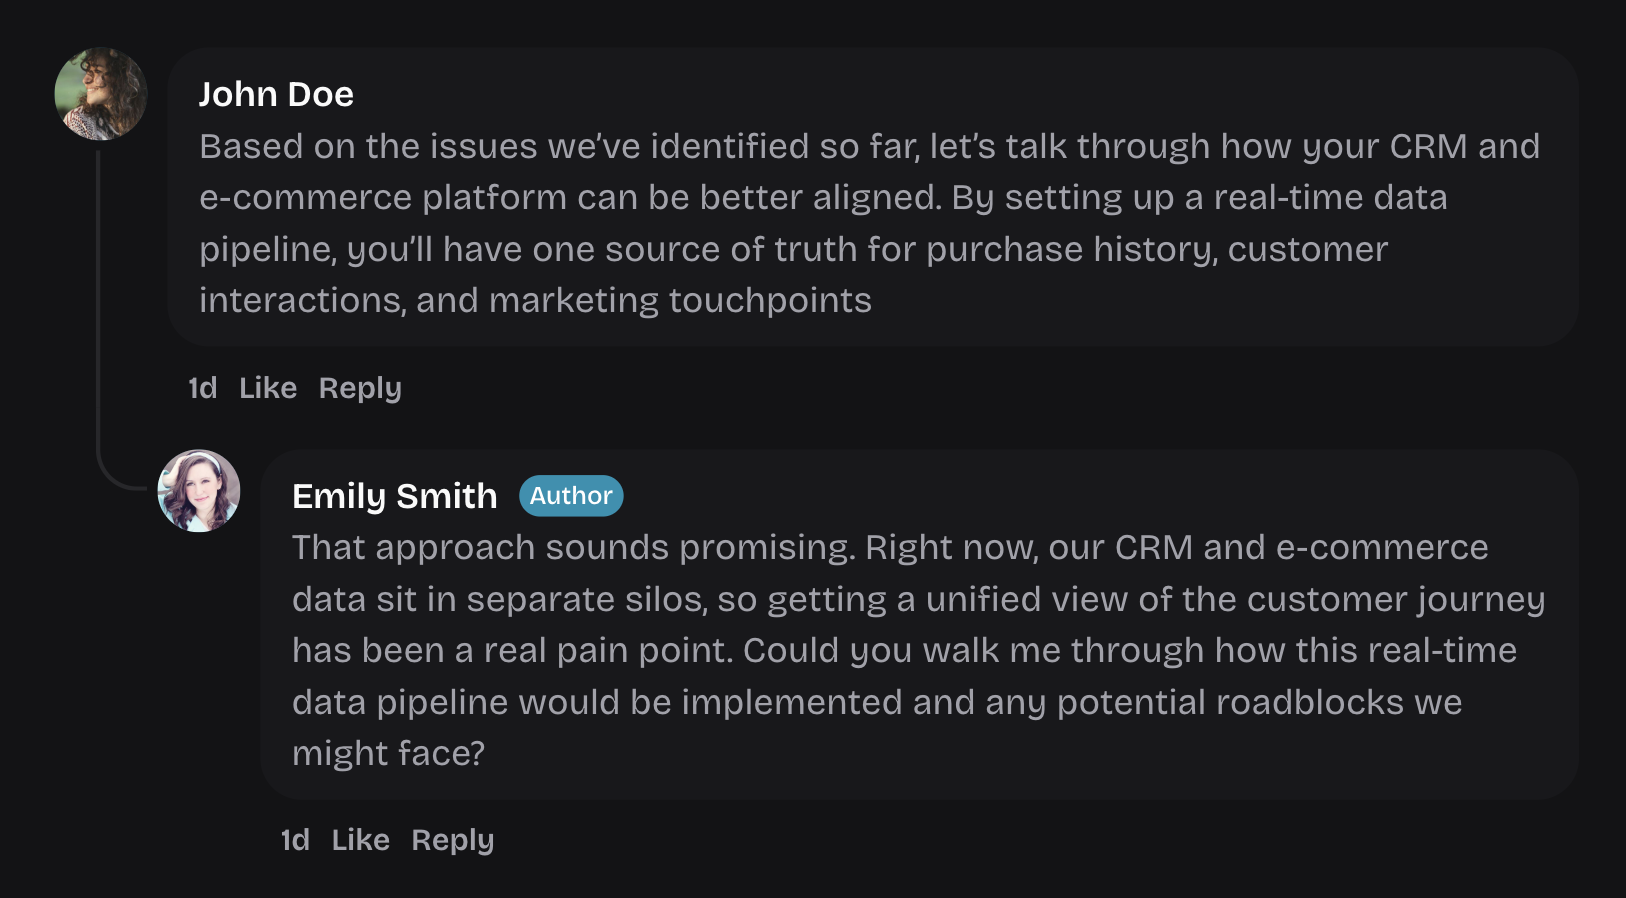 John Doe
Based on the issues we’ve identified so far, let’s talk through how your CRM and
e-commerce platform can be better aligned. By setting up a real-time data
pipeline, you’ll have one source of truth for purchase history, customer
interactions, and marketing touchpoints
1d Like Reply
Emily Smith Author
That approach sounds promising. Right now, our CRM and e-commerce
data sit in separate silos, so getting a unified view of the customer journey
has been a real pain point. Could you walk me through how this real-time
data pipeline would be implemented and any potential roadblocks we
might face?
1d Like Reply